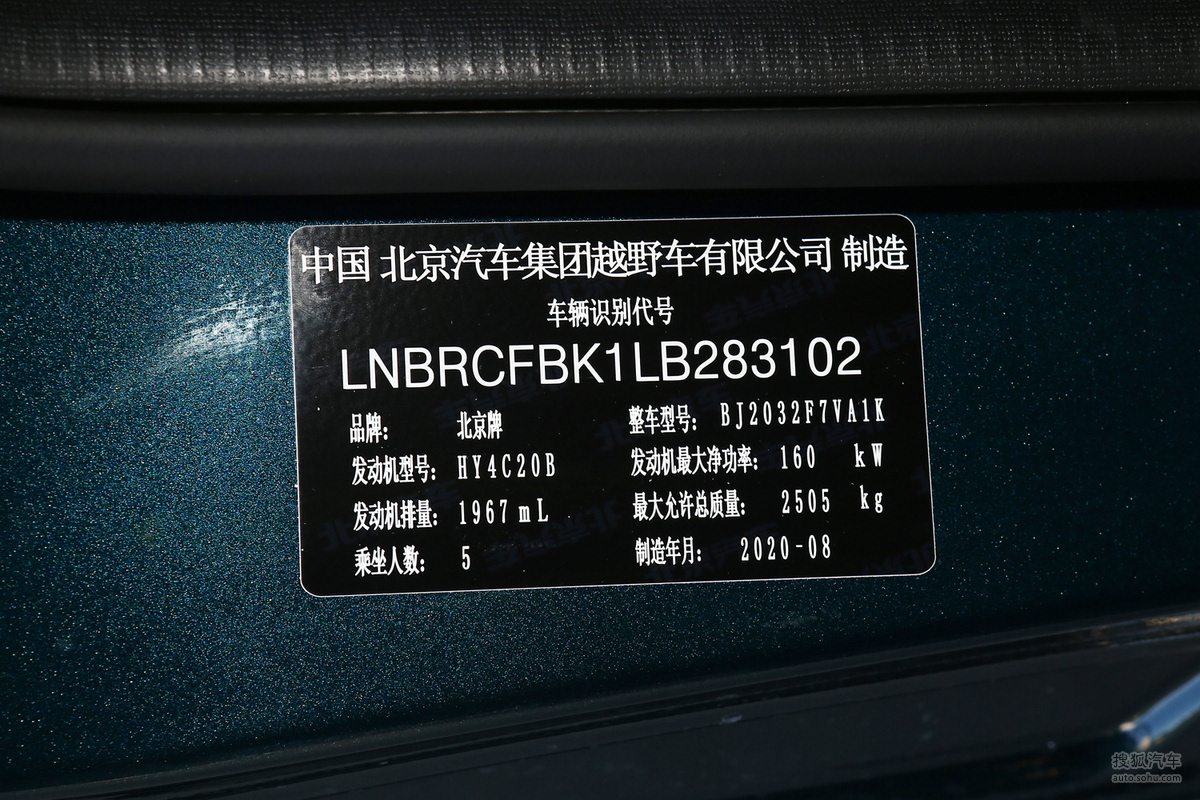 中国 北京汽车集团越野车有限公司 制造
车辆识别代号
LNBRCFBK1LB283102
品牌: 北京牌 整车型号: BJ2032F7VA1K
发动机型号: HY4C20B 发动机最大净功率: 160 kW
发动机排量: 1967 mL 最大允许总质量: 2505 kg
乘坐人数: 5 制造年月: 2020-08
搜狐汽车
auto.sohu.com